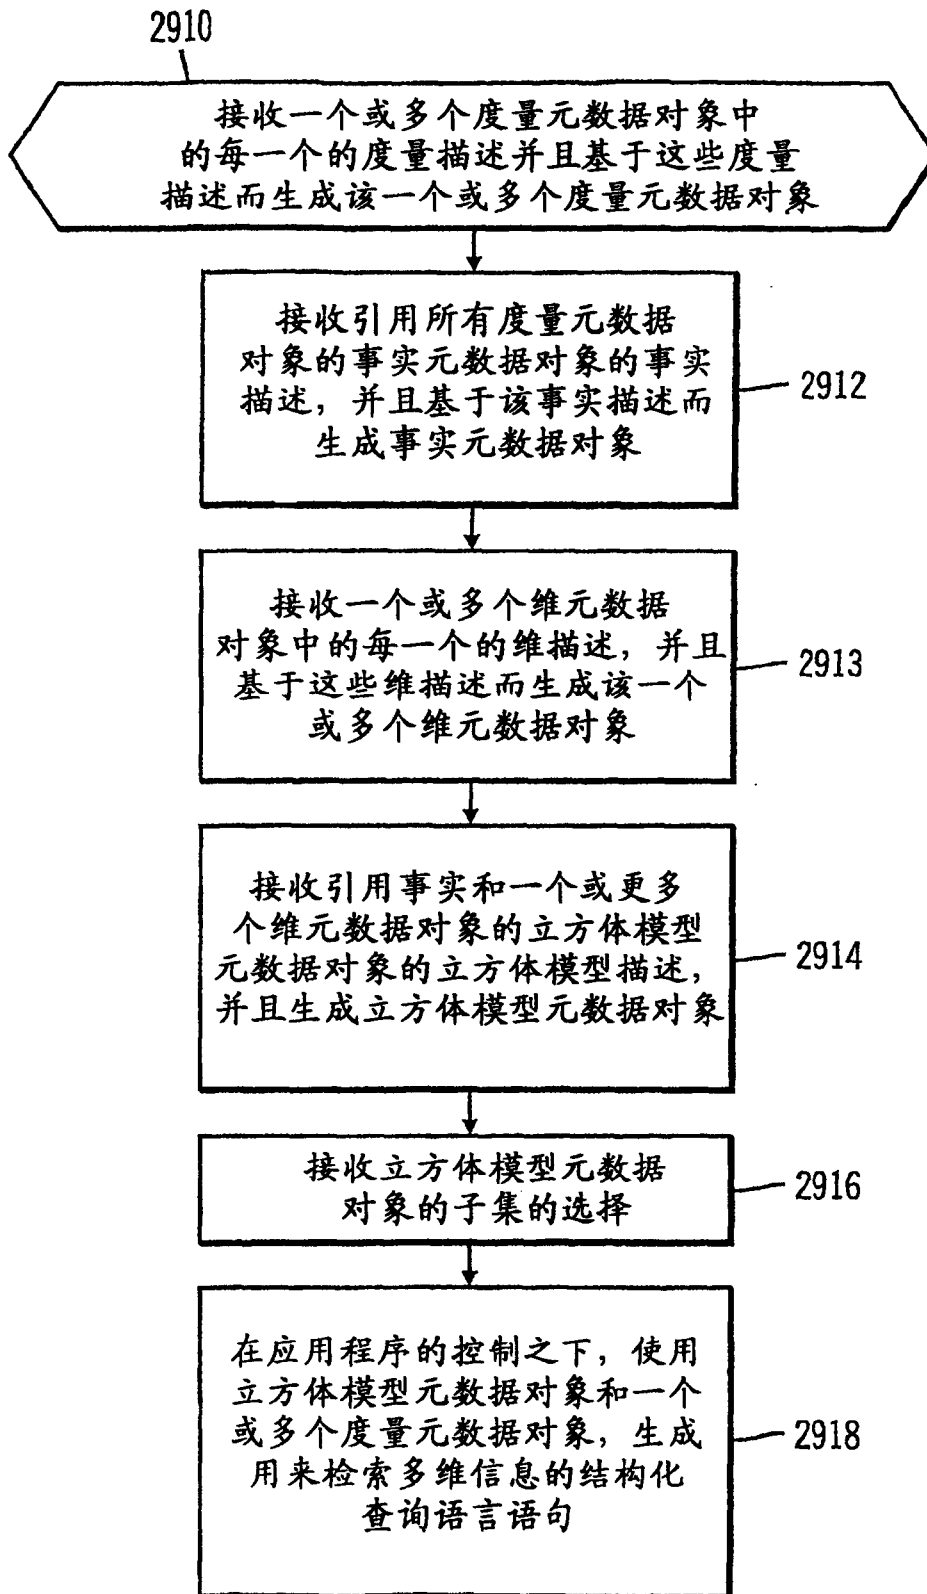 2910
接收一个或多个度量元数据对象中
的每一个的度量描述并且基于这些度量
描述而生成该一个或多个度量元数据对象
接收引用所有度量元数据
对象的事实元数据对象的事实
描述，并且基于该事实描述而
生成事实元数据对象
2912
接收一个或多个维元数据
对象中的每一个的维描述，并且
基于这些维描述而生成该一个
或多个维元数据对象
2913
接收引用事实和一个或更多
个维元数据对象的立方体模型
元数据对象的立方体模型描述，
并且生成立方体模型元数据对象
2914
接收立方体模型元数据
对象的子集的选择
2916
在应用程序的控制之下，使用
立方体模型元数据对象和一个
或多个度量元数据对象，生成
用来检索多维信息的结构化
查询语言语句
2918